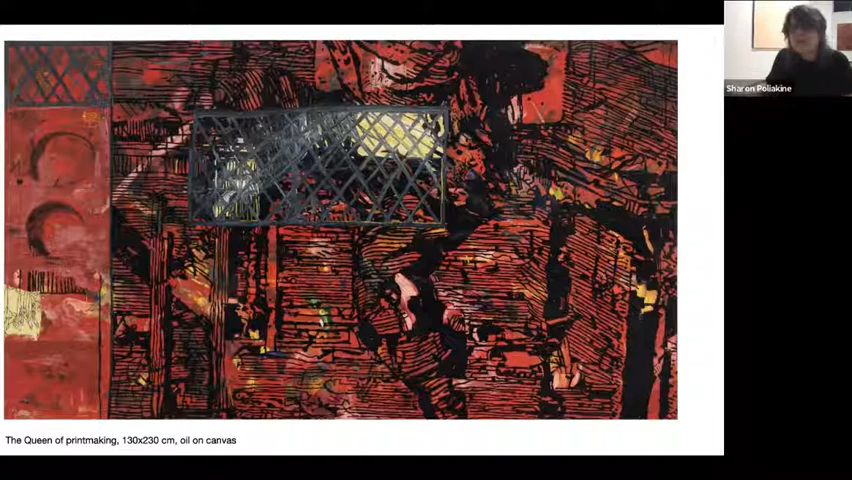 Sharon Poliakine
The Queen of printmaking, 130x230 cm, oil on canvas